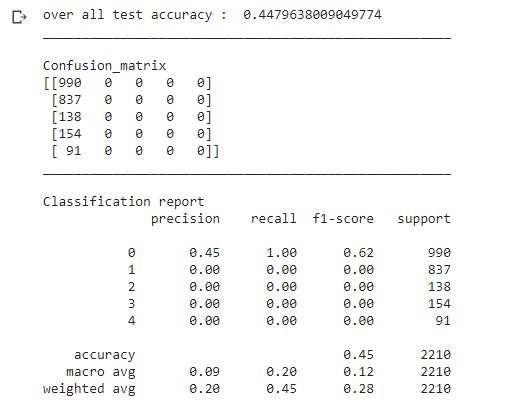 over all test accuracy :  0.4479638009049774
Confusion_matrix
[[990   0   0   0   0]
 [837   0   0   0   0]
 [138   0   0   0   0]
 [154   0   0   0   0]
 [ 91   0   0   0   0]]
Classification report
              precision    recall  f1-score   support
           0       0.45      1.00      0.62       990
           1       0.00      0.00      0.00       837
           2       0.00      0.00      0.00       138
           3       0.00      0.00      0.00       154
           4       0.00      0.00      0.00        91
    accuracy                           0.45      2210
   macro avg       0.09      0.20      0.12      2210
weighted avg       0.20      0.45      0.28      2210